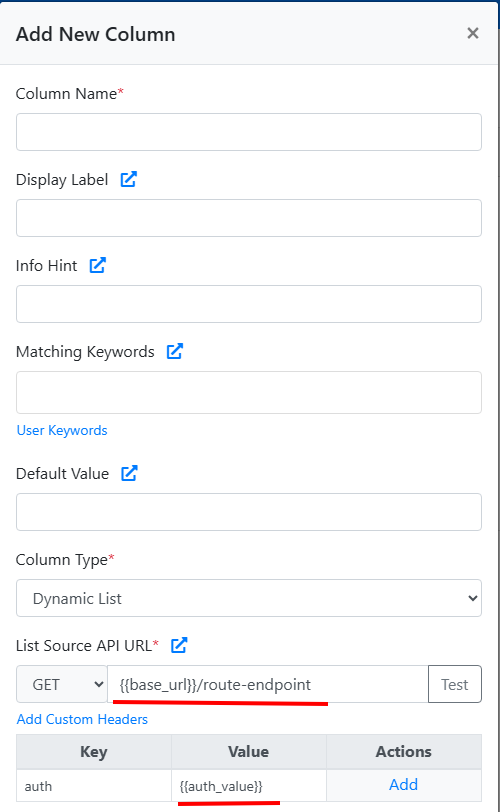 Add New Column ×
Column Name*
Display Label
Info Hint
Matching Keywords
User Keywords
Default Value
Column Type*
Dynamic List
List Source API URL*
GET {{base_url}}/route-endpoint Test
Add Custom Headers
Key Value Actions
auth {{auth_value}} Add